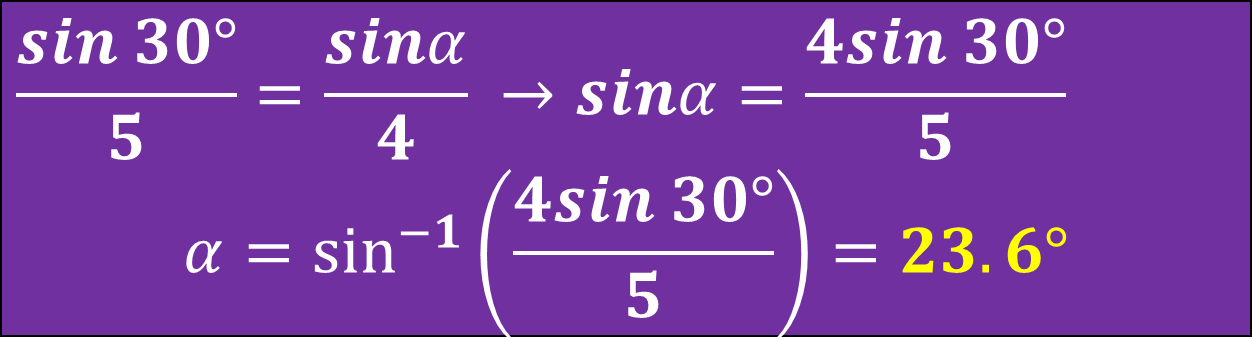 sin 30° / 5 = sinα / 4 → sinα = 4sin 30° / 5
α = sin⁻¹ (4sin 30° / 5) = 23.6°